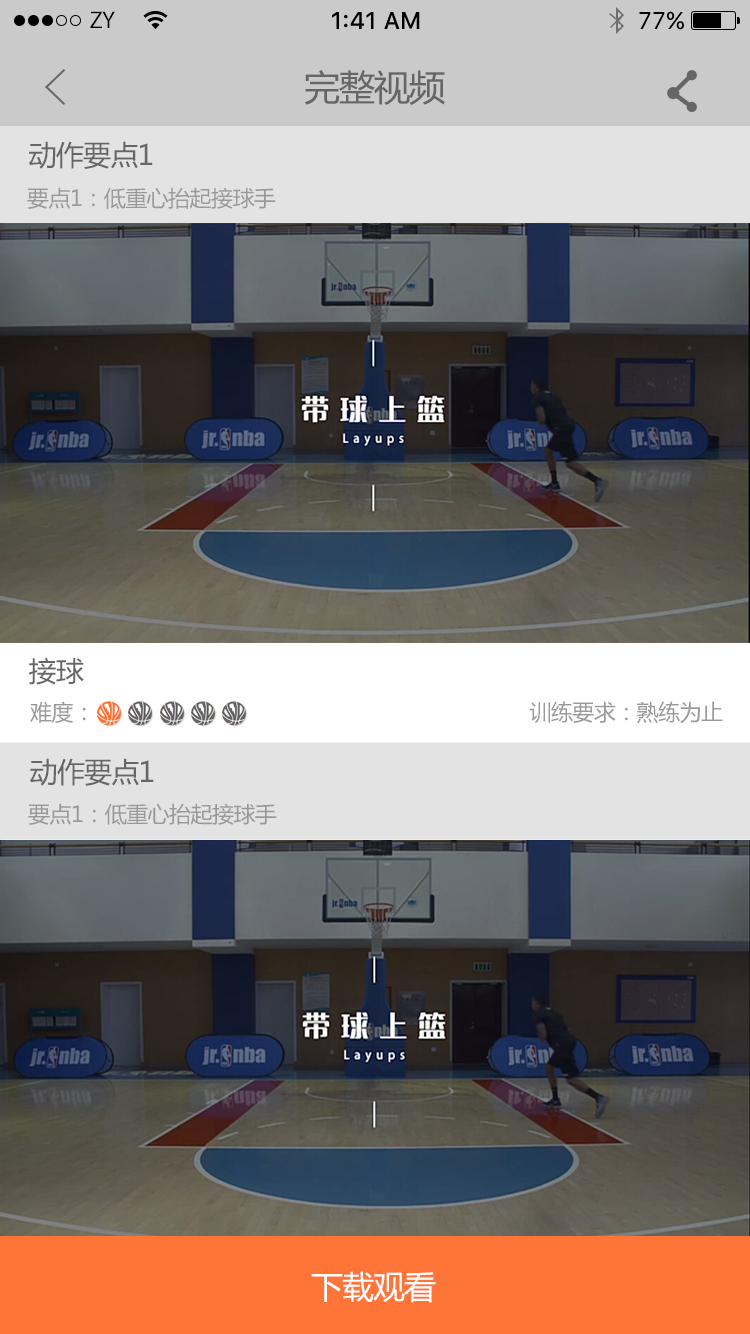 ZY
1:41 AM
77%
完整视频
动作要点1
要点1：低重心抬起接球手
jr.nba
带球上篮
jr.nba jr.nba jr.nba jr.nba
Layups
接球
难度：
训练要求：熟练为止
动作要点1
要点1：低重心抬起接球手
jr.nba
带球上篮
jr.nba jr.nba jr.nba jr.nba
Layups
下载观看